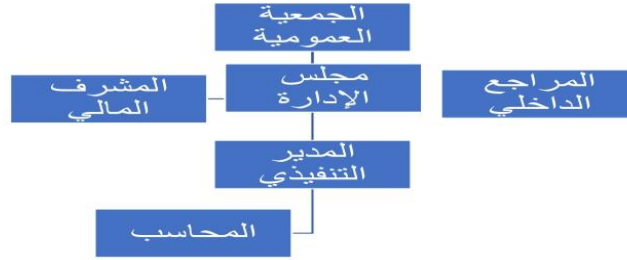 الجمعية
العمومية
مجلس
الإدارة
المراجع
الداخلي
المشرف
المالي
المدير
التنفيذي
المحاسب